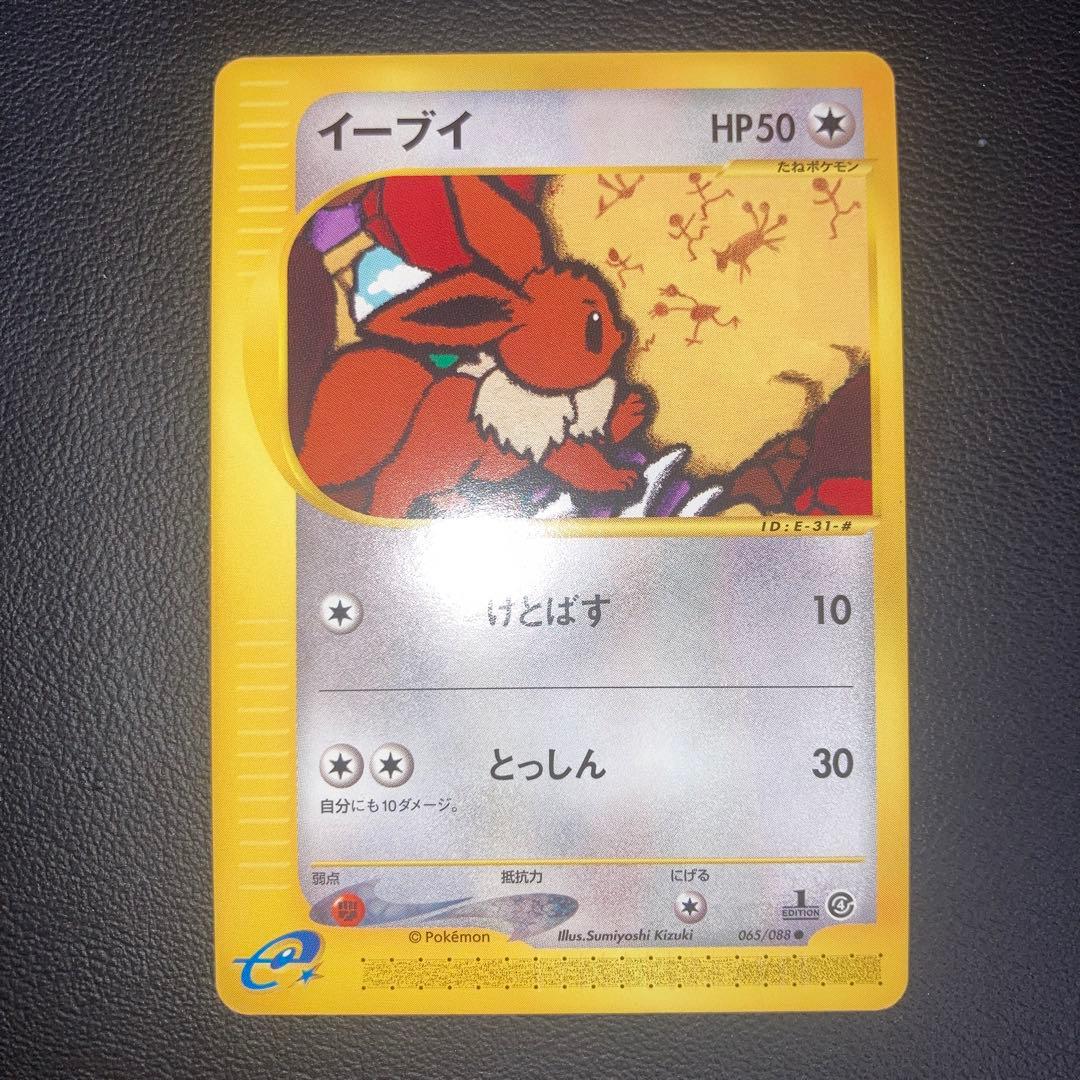 イーブイ HP50
たねポケモン
ID:E-31-#
けとばす 10
とっしん 30
自分にも10ダメージ。
弱点 抵抗力 にげる
1 EDITION 4
065/088 ●
© Pokémon Illus.Sumiyoshi Kizuki
e